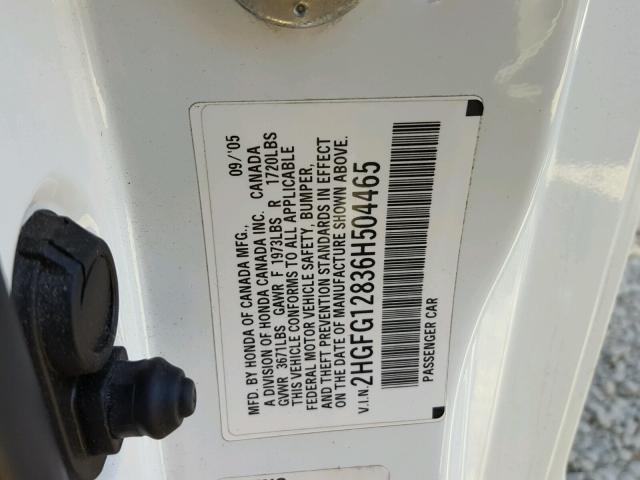 MFD. BY HONDA OF CANADA MFG., 09/'05
A DIVISION OF HONDA CANADA INC. CANADA
GVWR 3671LBS GAWR F 1973LBS R 1720LBS
THIS VEHICLE CONFORMS TO ALL APPLICABLE
FEDERAL MOTOR VEHICLE SAFETY, BUMPER,
AND THEFT PREVENTION STANDARDS IN EFFECT
ON THE DATE OF MANUFACTURE SHOWN ABOVE.
V.I.N. 2HGFG12836H504465
PASSENGER CAR